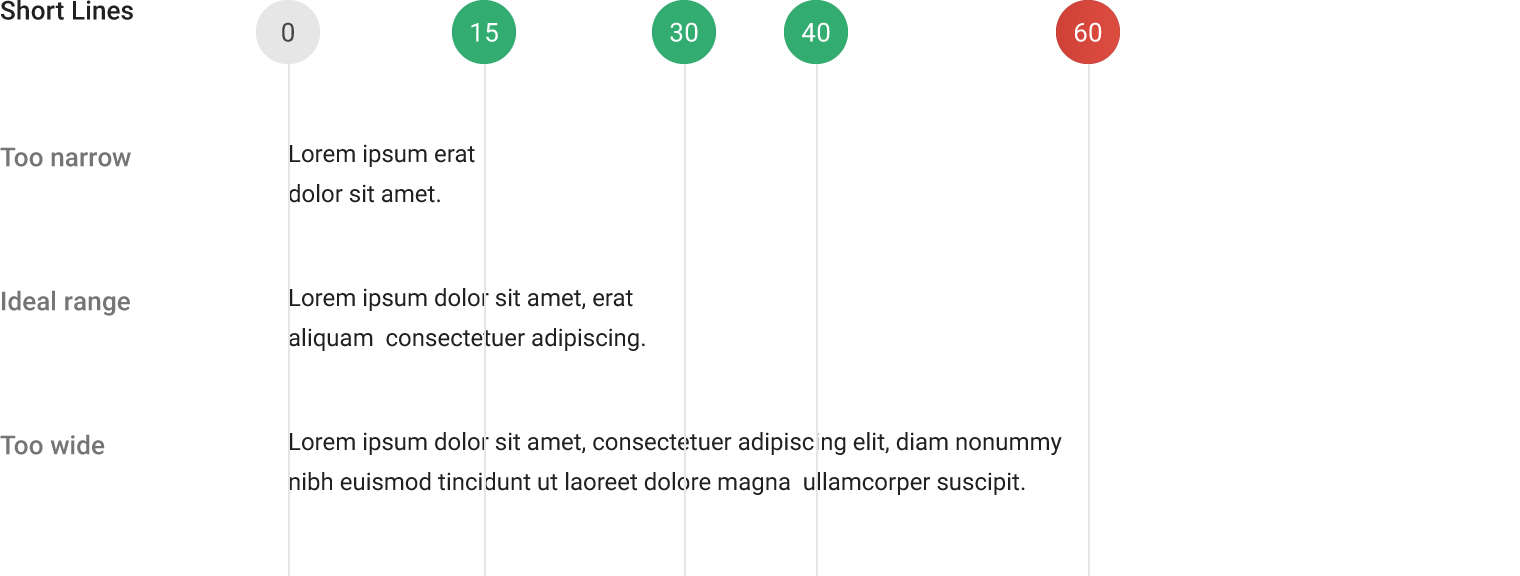 Short Lines
0
15
30
40
60
Too narrow
Lorem ipsum erat
dolor sit amet.
Ideal range
Lorem ipsum dolor sit amet, erat
aliquam  consectetuer adipiscing.
Too wide
Lorem ipsum dolor sit amet, consectetuer adipiscing elit, diam nonummy
nibh euismod tincidunt ut laoreet dolore magna  ullamcorper suscipit.